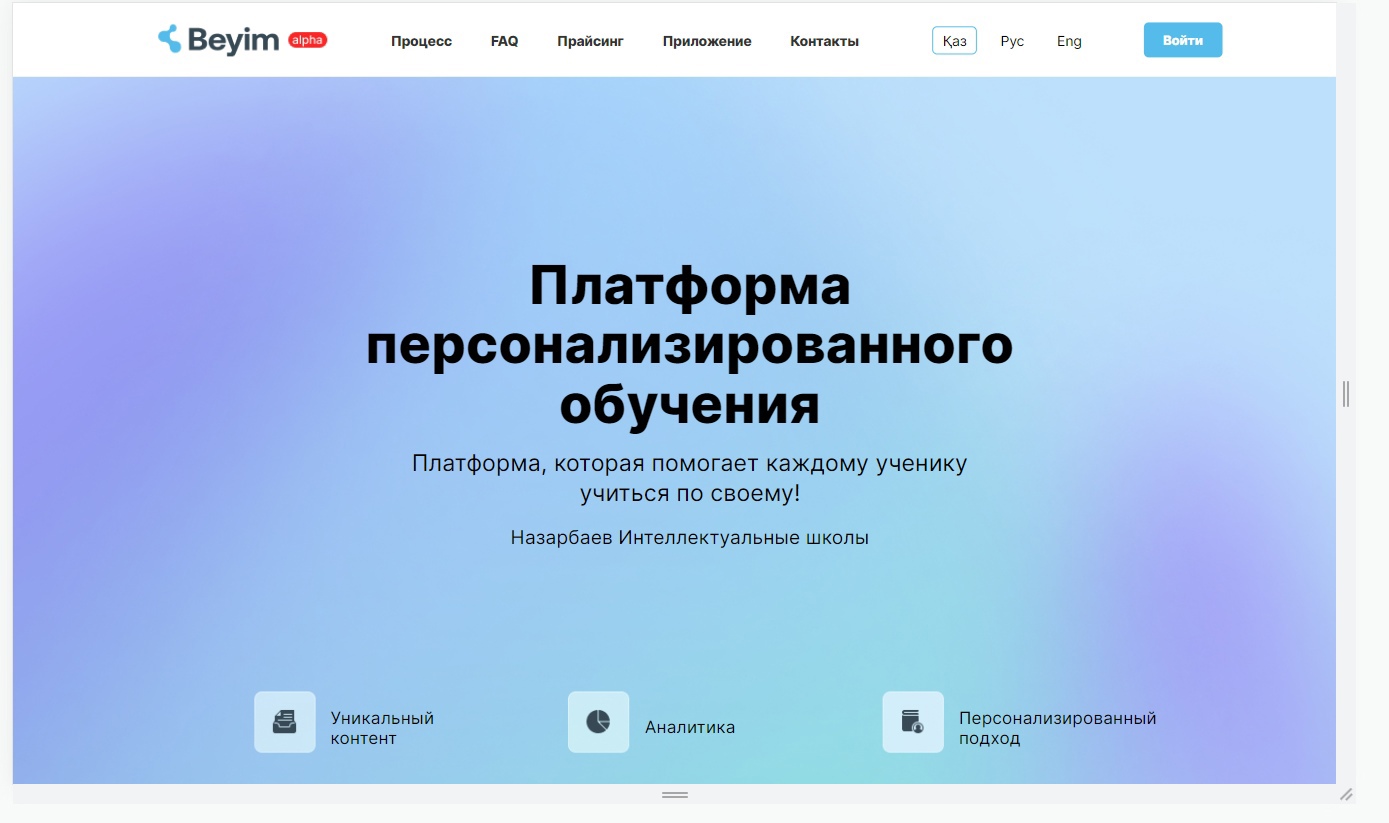 Beyim alpha Процесс FAQ Прайсинг Приложение Контакты Қаз Рус Eng Войти
Платформа
персонализированного
обучения
Платформа, которая помогает каждому ученику
учиться по своему!
Назарбаев Интеллектуальные школы
Уникальный
контент
Аналитика
Персонализированный
подход